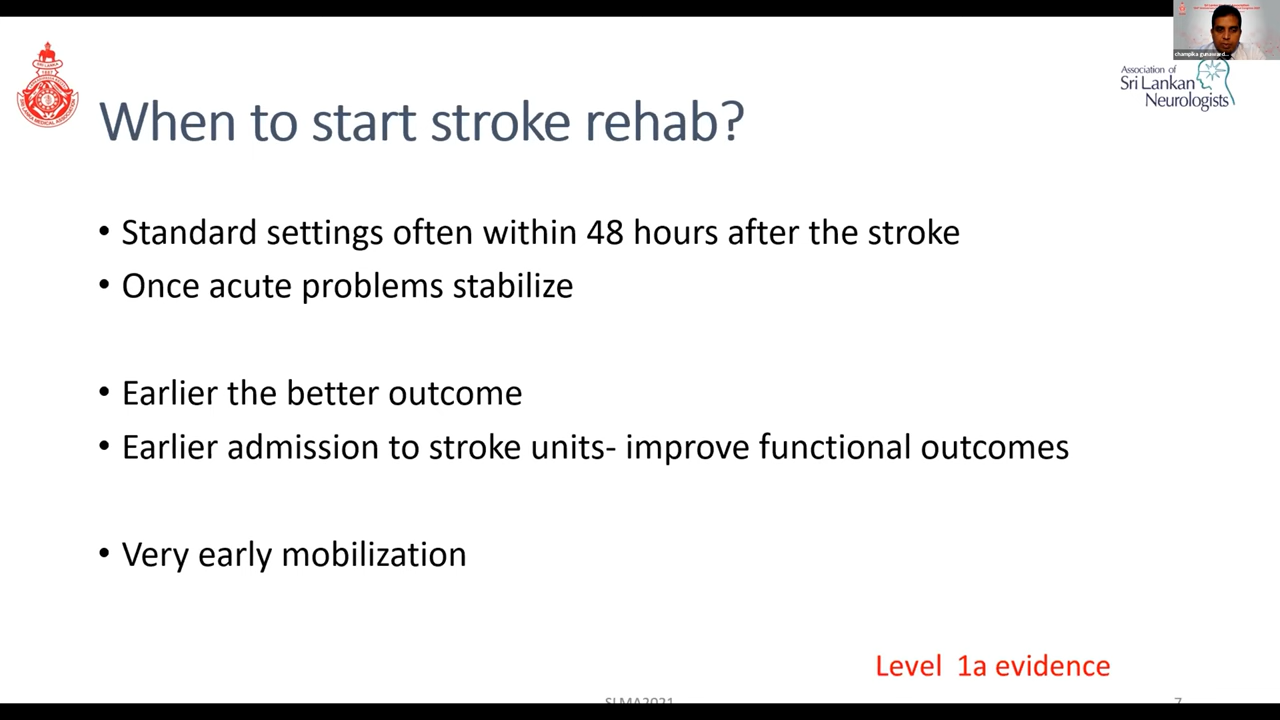 Association of
Sri Lankan
Neurologists
When to start stroke rehab?
• Standard settings often within 48 hours after the stroke
• Once acute problems stabilize
• Earlier the better outcome
• Earlier admission to stroke units- improve functional outcomes
• Very early mobilization
Level 1a evidence
SLMA2021
7